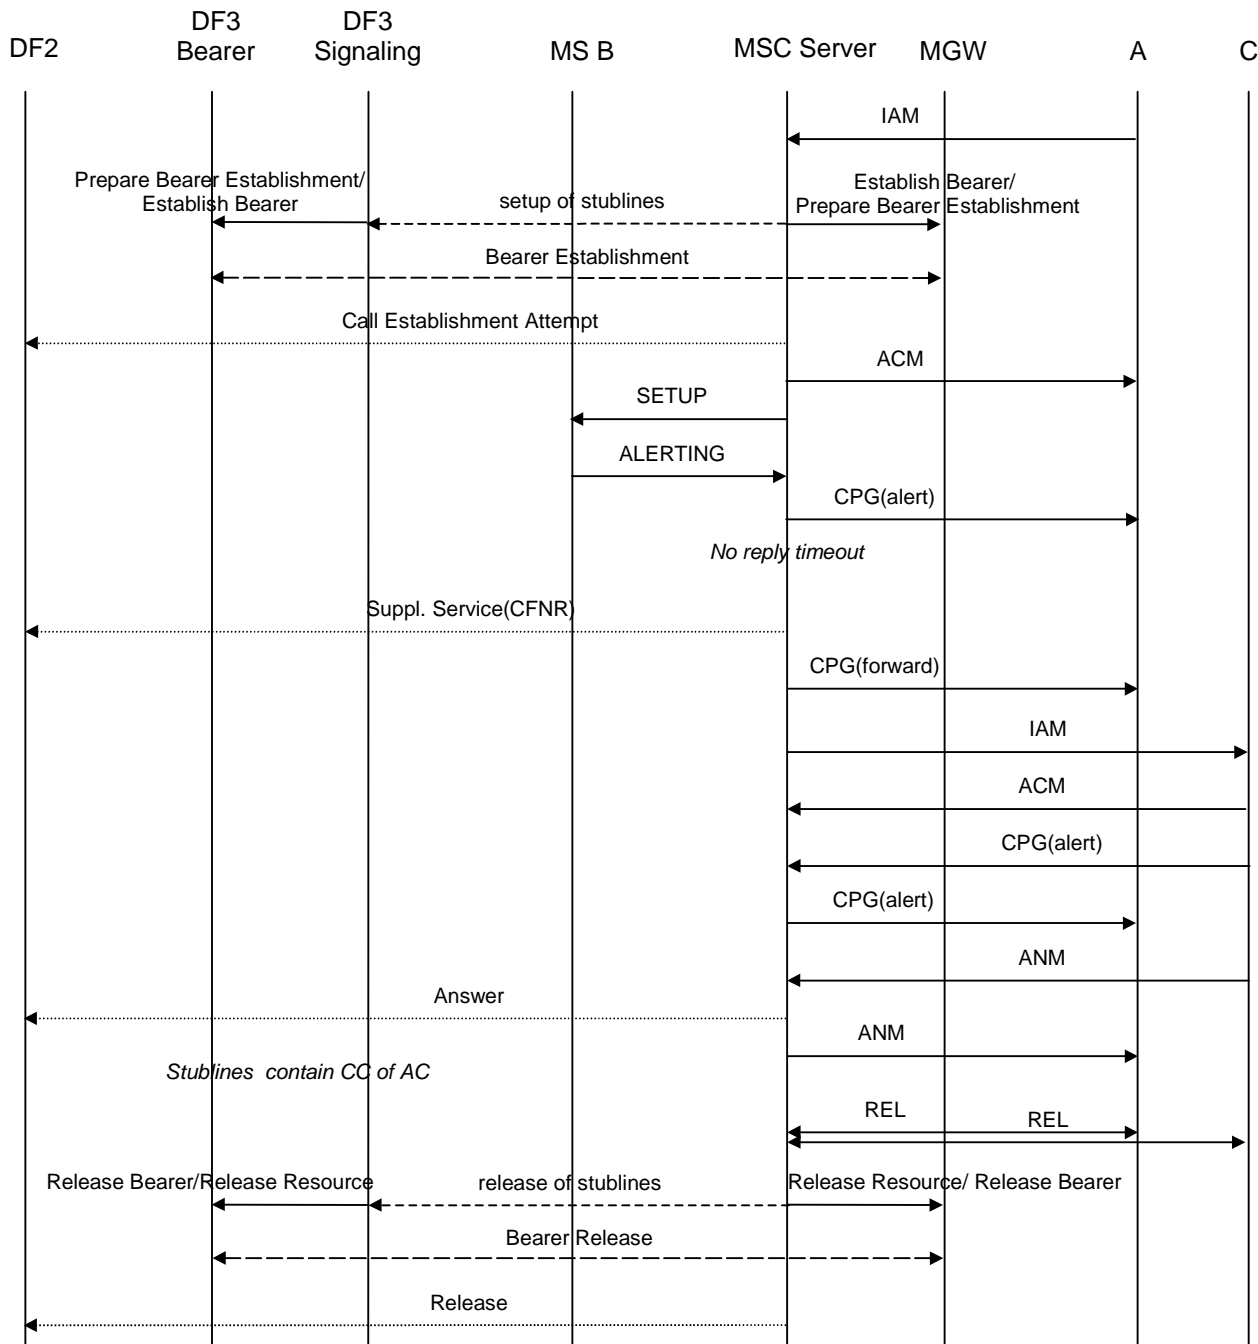 DF2
DF3
Bearer
DF3
Signaling
MS B
MSC Server
MGW
A
C
IAM
Prepare Bearer Establishment/
Establish Bearer
setup of stublines
Establish Bearer/
Prepare Bearer Establishment
Bearer Establishment
Call Establishment Attempt
ACM
SETUP
ALERTING
CPG(alert)
No reply timeout
Suppl. Service(CFNR)
CPG(forward)
IAM
ACM
CPG(alert)
CPG(alert)
ANM
Answer
ANM
Stublines contain CC of AC
REL
REL
Release Bearer/Release Resource
release of stublines
Release Resource/ Release Bearer
Bearer Release
Release